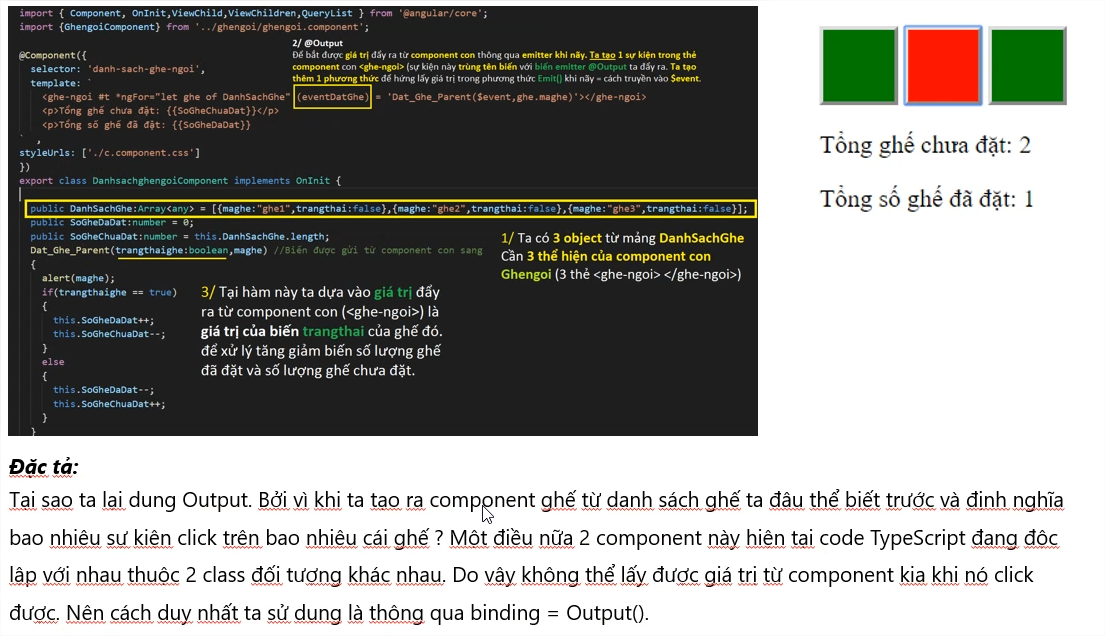 import { Component, OnInit,ViewChild,ViewChildren,QueryList } from '@angular/core';
import {GhengoiComponent} from '../ghengoi/ghengoi.component';
@Component({
selector: 'danh-sach-ghe-ngoi',
template: `
<ghe-ngoi #t *ngFor="let ghe of DanhSachGhe" (eventDatGhe) = 'Dat_Ghe_Parent($event,ghe.maghe)'></ghe-ngoi>
<p>Tổng ghế chưa đặt: {{SoGheChuaDat}}</p>
<p>Tổng số ghế đã đặt: {{SoGheDaDat}}
` ,
styleUrls: ['./c.component.css']
})
export class DanhsachghengoiComponent implements OnInit {
public DanhSachGhe:Array<any> = [{maghe:"ghe1",trangthai:false},{maghe:"ghe2",trangthai:false},{maghe:"ghe3",trangthai:false}];
public SoGheDaDat:number = 0;
public SoGheChuaDat:number = this.DanhSachGhe.length;
Dat_Ghe_Parent(trangthaighe:boolean,maghe) //Biến được gửi từ component con sang
{
alert(maghe);
if(trangthaighe == true)
{
this.SoGheDaDat++;
this.SoGheChuaDat--;
}
else
{
this.SoGheDaDat--;
this.SoGheChuaDat++;
}
}
2/ @Output
Để bắt được giá trị đẩy ra từ component con thông qua emitter khi nãy. Ta tạo 1 sự kiện trong thẻ
component con <ghe-ngoi> (sự kiện này trùng tên biến với biến emitter @Output ta đẩy ra. Ta tạo
thêm 1 phương thức để hứng lấy giá trị trong phương thức Emit() khi nãy = cách truyền vào $event.
1/ Ta có 3 object từ mảng DanhSachGhe
Cần 3 thể hiện của component con
Ghengoi (3 thẻ <ghe-ngoi> </ghe-ngoi>)
3/ Tại hàm này ta dựa vào giá trị đẩy
ra từ component con (<ghe-ngoi>) là
giá trị của biến trangthai của ghế đó.
để xử lý tăng giảm biến số lượng ghế
đã đặt và số lượng ghế chưa đặt.
Tổng ghế chưa đặt: 2
Tổng số ghế đã đặt: 1
Đặc tả:
Tại sao ta lại dung Output. Bởi vì khi ta tạo ra component ghế từ danh sách ghế ta đâu thể biết trước và đinh nghĩa
bao nhiêu sư kiên click trên bao nhiêu cái ghế ? Một điều nữa 2 component này hiên tại code TypeScript đang độc
lập với nhau thuộc 2 class đối tượng khác nhau. Do vậy không thể lấy được giá trị từ component kia khi nó click
được. Nên cách duy nhất ta sử dung là thông qua binding = Output().